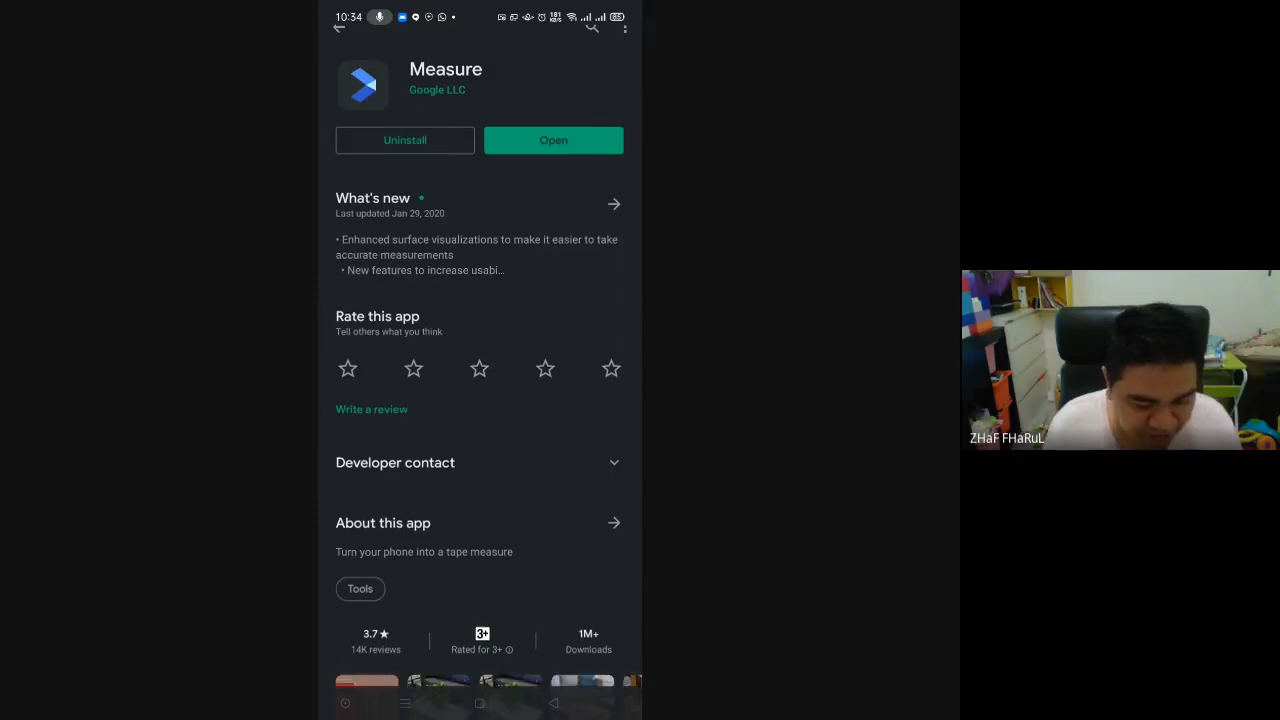 10:34
181
KB/S
65
Measure
Google LLC
Uninstall
Open
What's new
Last updated Jan 29, 2020
• Enhanced surface visualizations to make it easier to take
accurate measurements
• New features to increase usabi...
Rate this app
Tell others what you think
Write a review
Developer contact
About this app
Turn your phone into a tape measure
Tools
3.7★
14K reviews
3+
Rated for 3+
1M+
Downloads
ZHaF FHaRuL